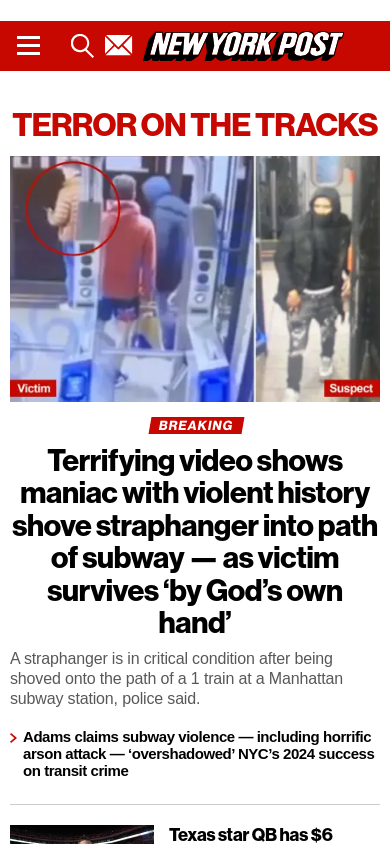 NEW YORK POST
TERROR ON THE TRACKS
Victim
Suspect
BREAKING
Terrifying video shows
maniac with violent history
shove straphanger into path
of subway — as victim
survives ‘by God’s own
hand’
A straphanger is in critical condition after being
shoved onto the path of a 1 train at a Manhattan
subway station, police said.
Adams claims subway violence — including horrific
arson attack — ‘overshadowed’ NYC’s 2024 success
on transit crime
Texas star QB has $6